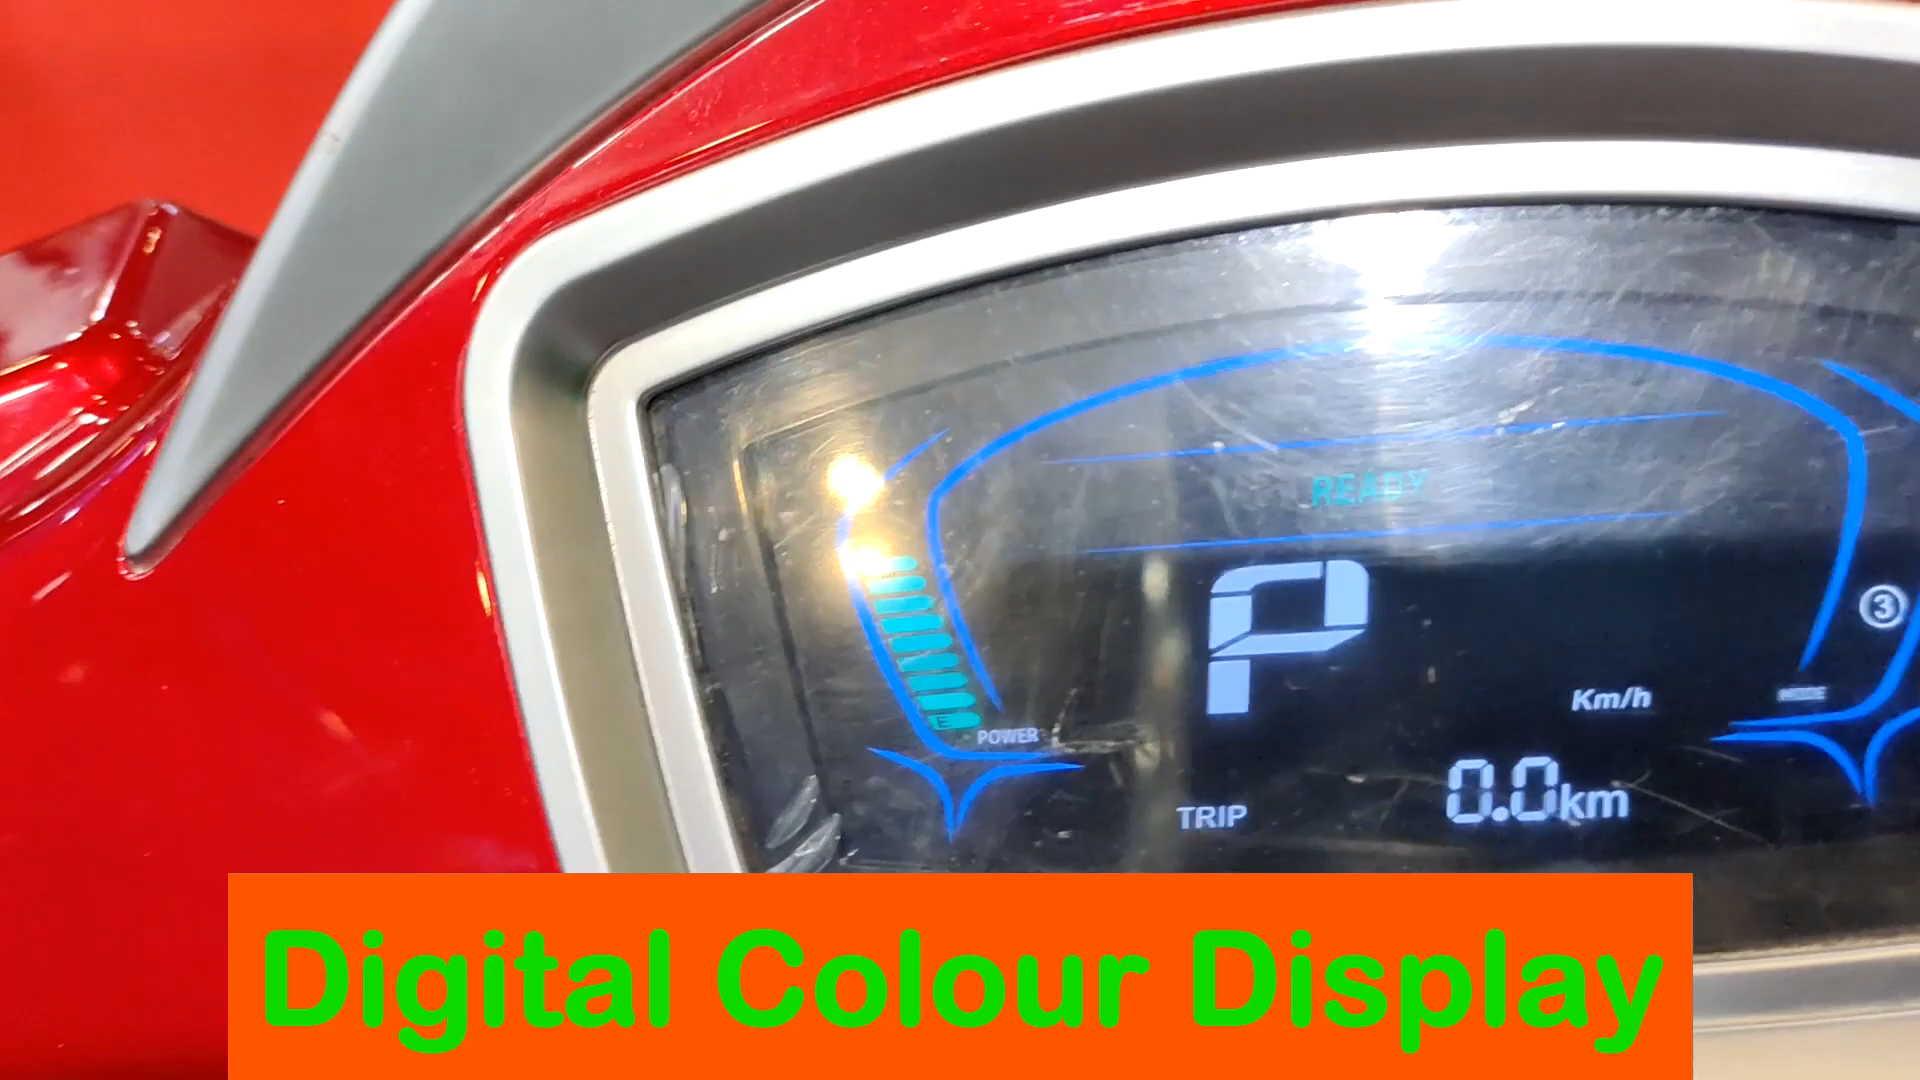 READY
P
3
Km/h
MODE
E
POWER
TRIP
0.0km
Digital Colour Display